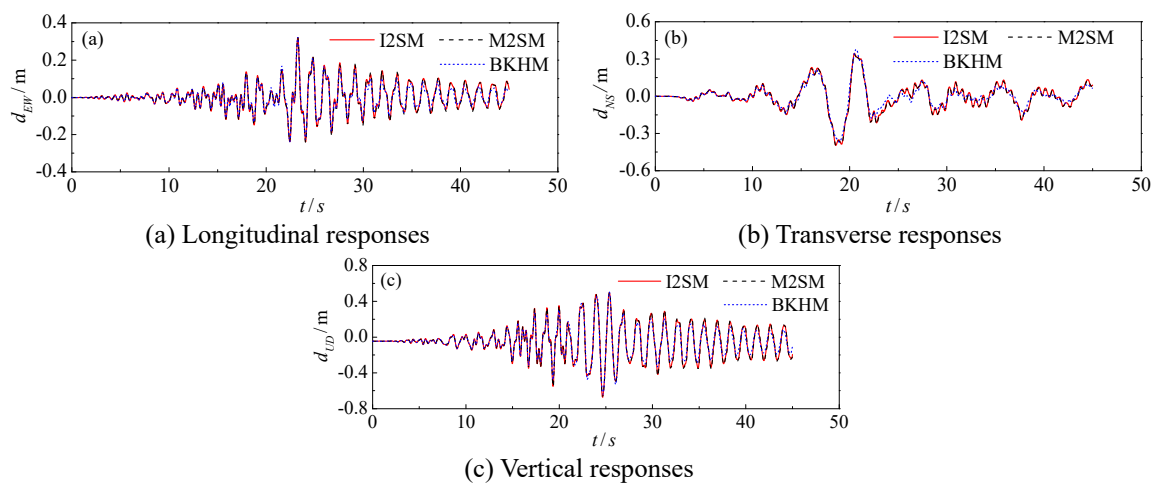 (a)
I2SM
M2SM
BKHM
d_EW / m
0.4
0.2
0.0
-0.2
-0.4
0 10 20 30 40 50
t / s
(a) Longitudinal responses
(b)
I2SM
M2SM
BKHM
d_NS / m
0.6
0.3
0.0
-0.3
-0.6
0 10 20 30 40 50
t / s
(b) Transverse responses
(c)
I2SM
M2SM
BKHM
d_UD / m
0.8
0.4
0.0
-0.4
-0.8
0 10 20 30 40 50
t / s
(c) Vertical responses